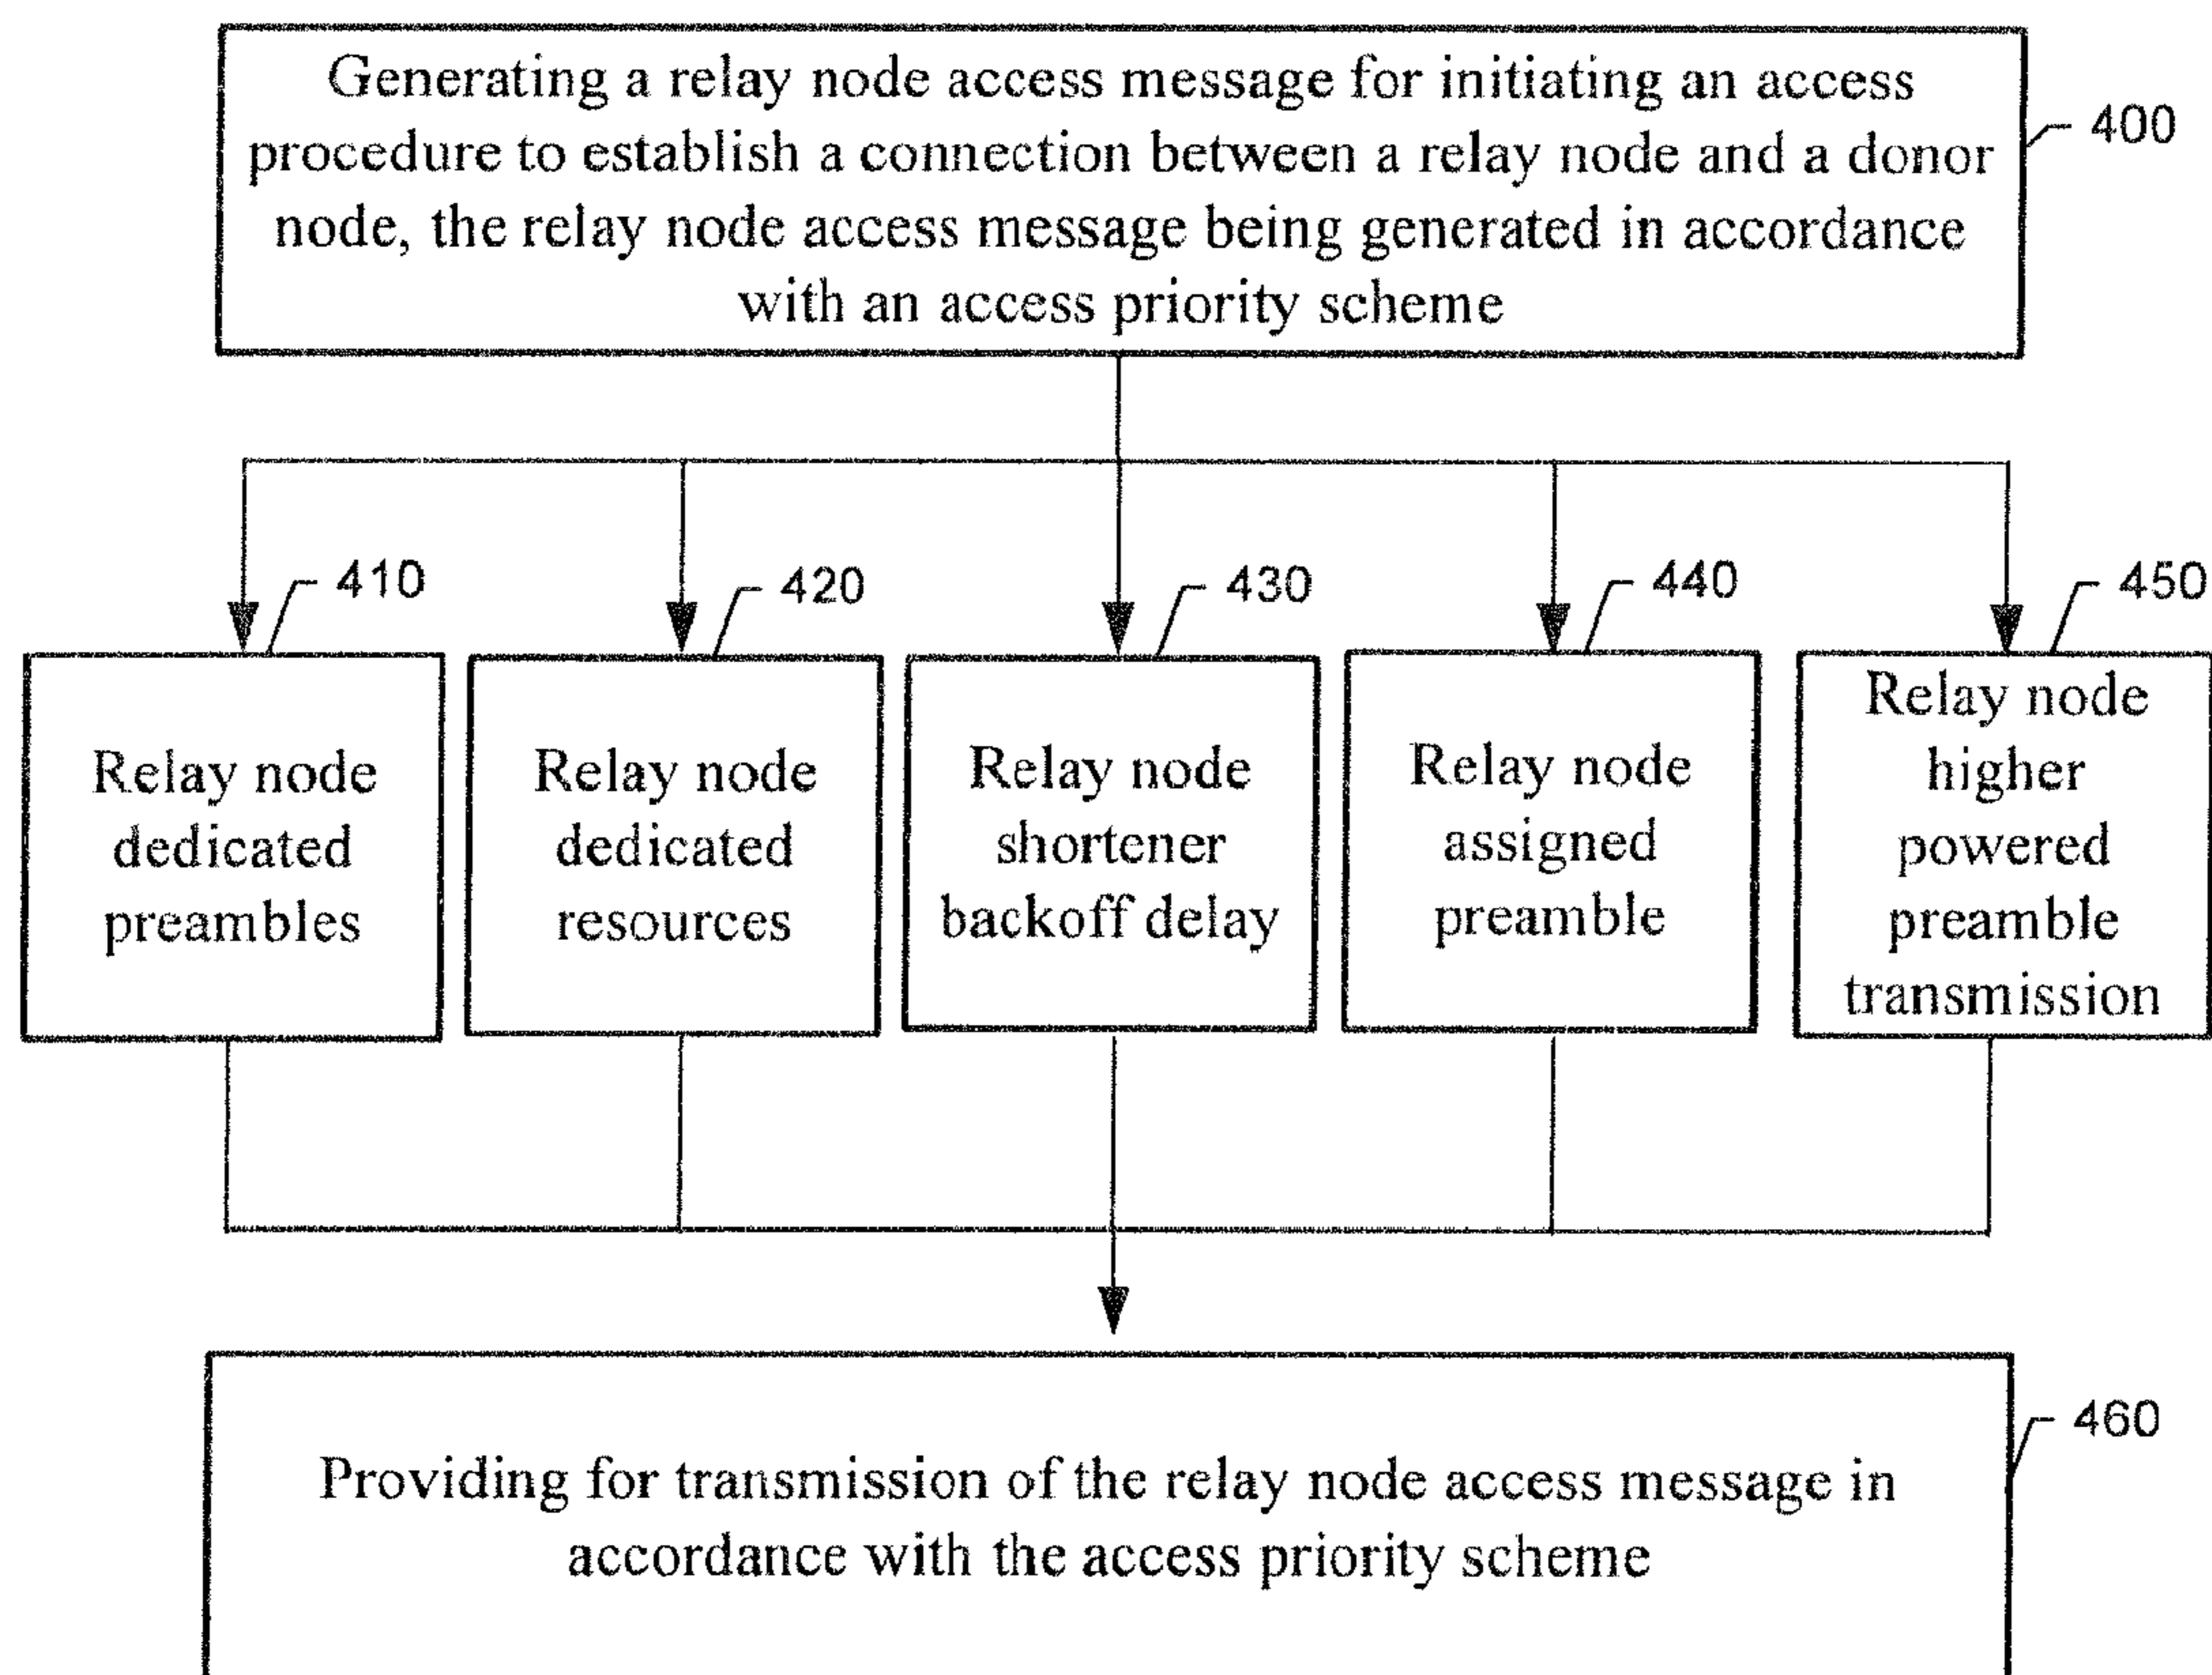 Generating a relay node access message for initiating an access
procedure to establish a connection between a relay node and a donor
node, the relay node access message being generated in accordance
with an access priority scheme
400
410
420
430
440
450
Relay node
dedicated
preambles
Relay node
dedicated
resources
Relay node
shortener
backoff delay
Relay node
assigned
preamble
Relay node
higher
powered
preamble
transmission
460
Providing for transmission of the relay node access message in
accordance with the access priority scheme